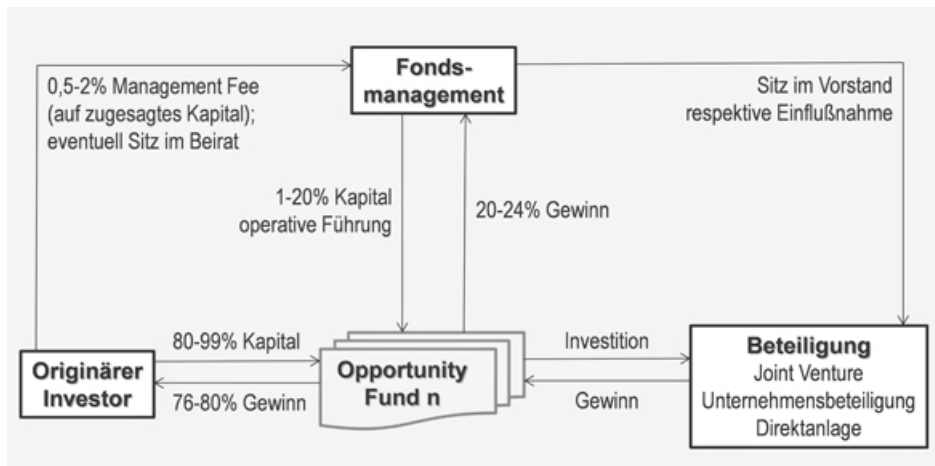 Fonds-
management
0,5-2% Management Fee
(auf zugesagtes Kapital);
eventuell Sitz im Beirat
Sitz im Vorstand
respektive Einflußnahme
1-20% Kapital
operative Führung
20-24% Gewinn
80-99% Kapital
76-80% Gewinn
Originärer
Investor
Opportunity
Fund n
Investition
Gewinn
Beteiligung
Joint Venture
Unternehmensbeteiligung
Direktanlage